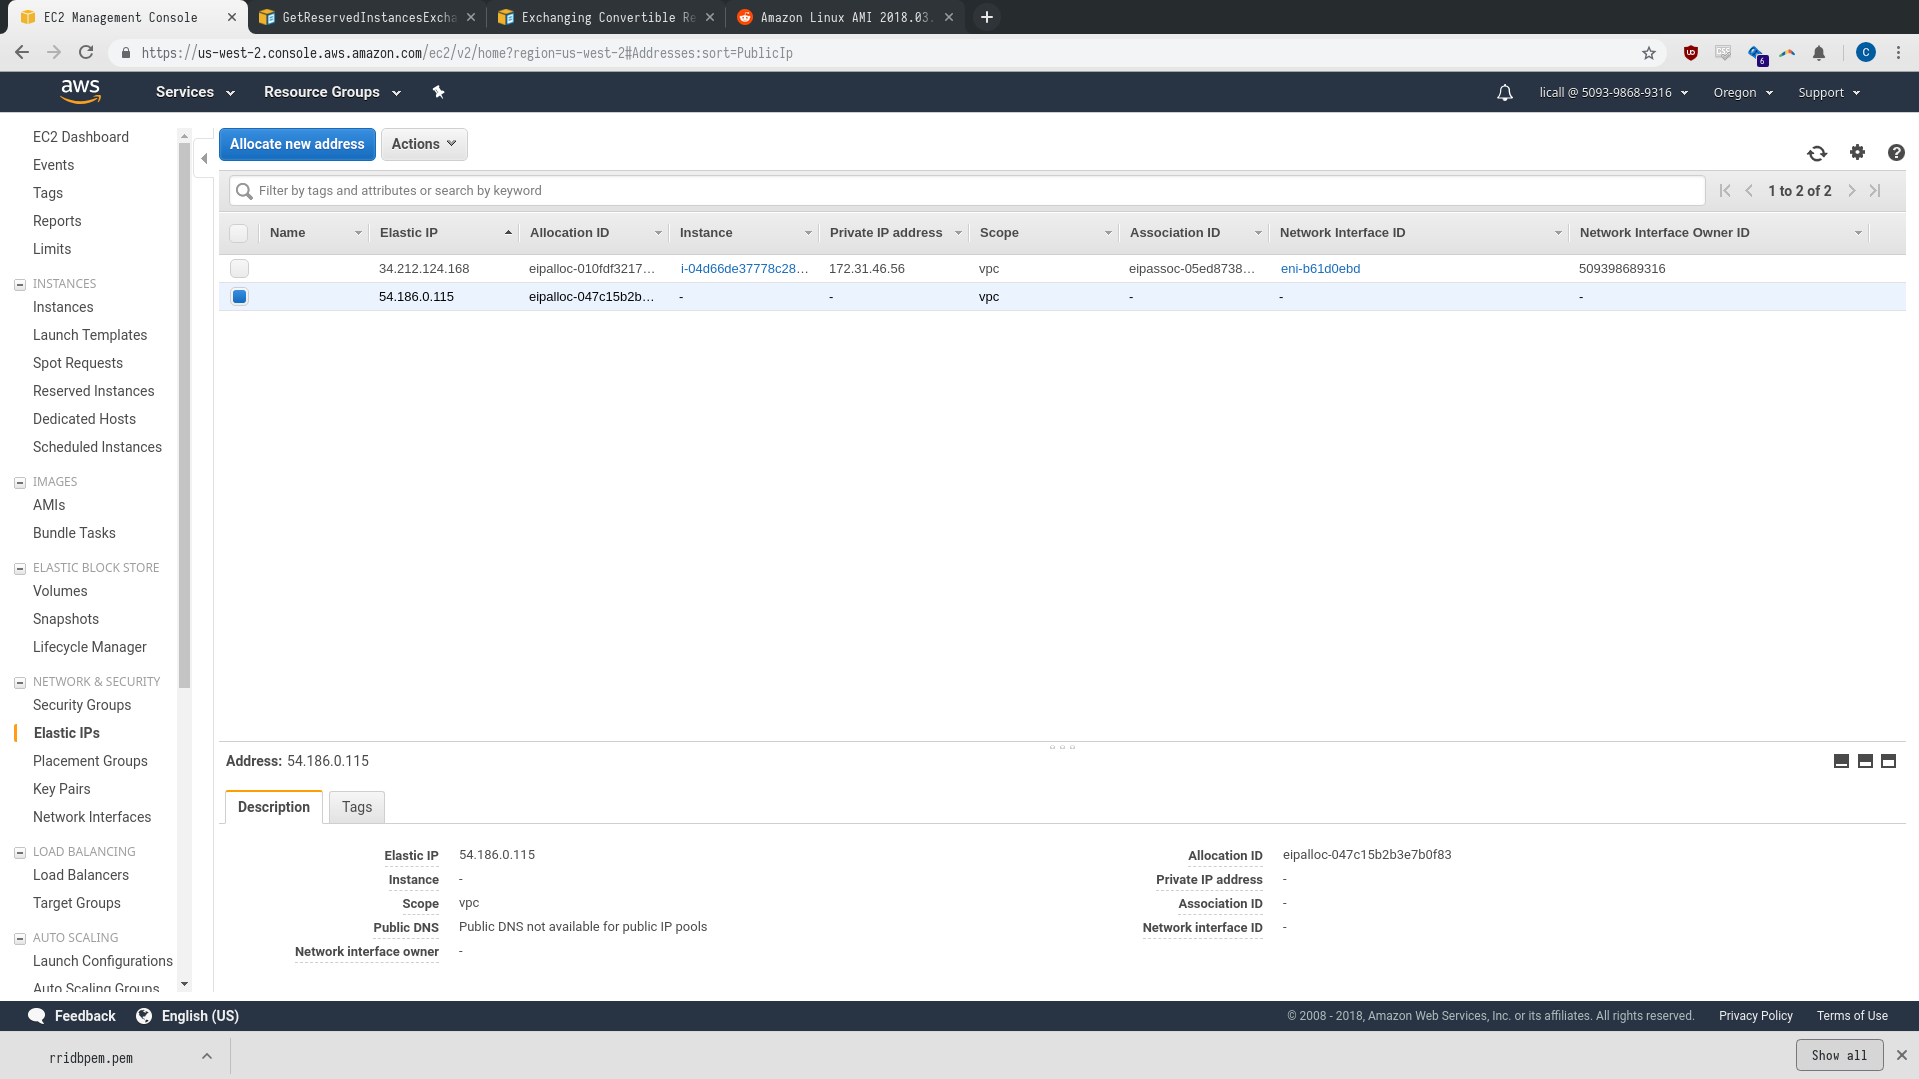 EC2 Management Console
GetReservedInstancesExcha
Exchanging Convertible Re
Amazon Linux AMI 2018.03.
https://us-west-2.console.aws.amazon.com/ec2/v2/home?region=us-west-2#Addresses:sort=PublicIp
6
C
aws
Services
Resource Groups
licall @ 5093-9868-9316
Oregon
Support
EC2 Dashboard
Events
Tags
Reports
Limits
INSTANCES
Instances
Launch Templates
Spot Requests
Reserved Instances
Dedicated Hosts
Scheduled Instances
IMAGES
AMIs
Bundle Tasks
ELASTIC BLOCK STORE
Volumes
Snapshots
Lifecycle Manager
NETWORK & SECURITY
Security Groups
Elastic IPs
Placement Groups
Key Pairs
Network Interfaces
LOAD BALANCING
Load Balancers
Target Groups
AUTO SCALING
Launch Configurations
Auto Scaling Groups
Allocate new address
Actions
Filter by tags and attributes or search by keyword
1 to 2 of 2
Name Elastic IP Allocation ID Instance Private IP address Scope Association ID Network Interface ID Network Interface Owner ID
34.212.124.168 eipalloc-010fdf3217... i-04d66de37778c28... 172.31.46.56 vpc eipassoc-05ed8738... eni-b61d0ebd 509398689316
54.186.0.115 eipalloc-047c15b2b... - - vpc - - -
Address: 54.186.0.115
Description
Tags
Elastic IP 54.186.0.115
Instance -
Scope vpc
Public DNS Public DNS not available for public IP pools
Network interface owner -
Allocation ID eipalloc-047c15b2b3e7b0f83
Private IP address -
Association ID -
Network interface ID -
Feedback
English (US)
© 2008 - 2018, Amazon Web Services, Inc. or its affiliates. All rights reserved.
Privacy Policy
Terms of Use
rridbpem.pem
Show all